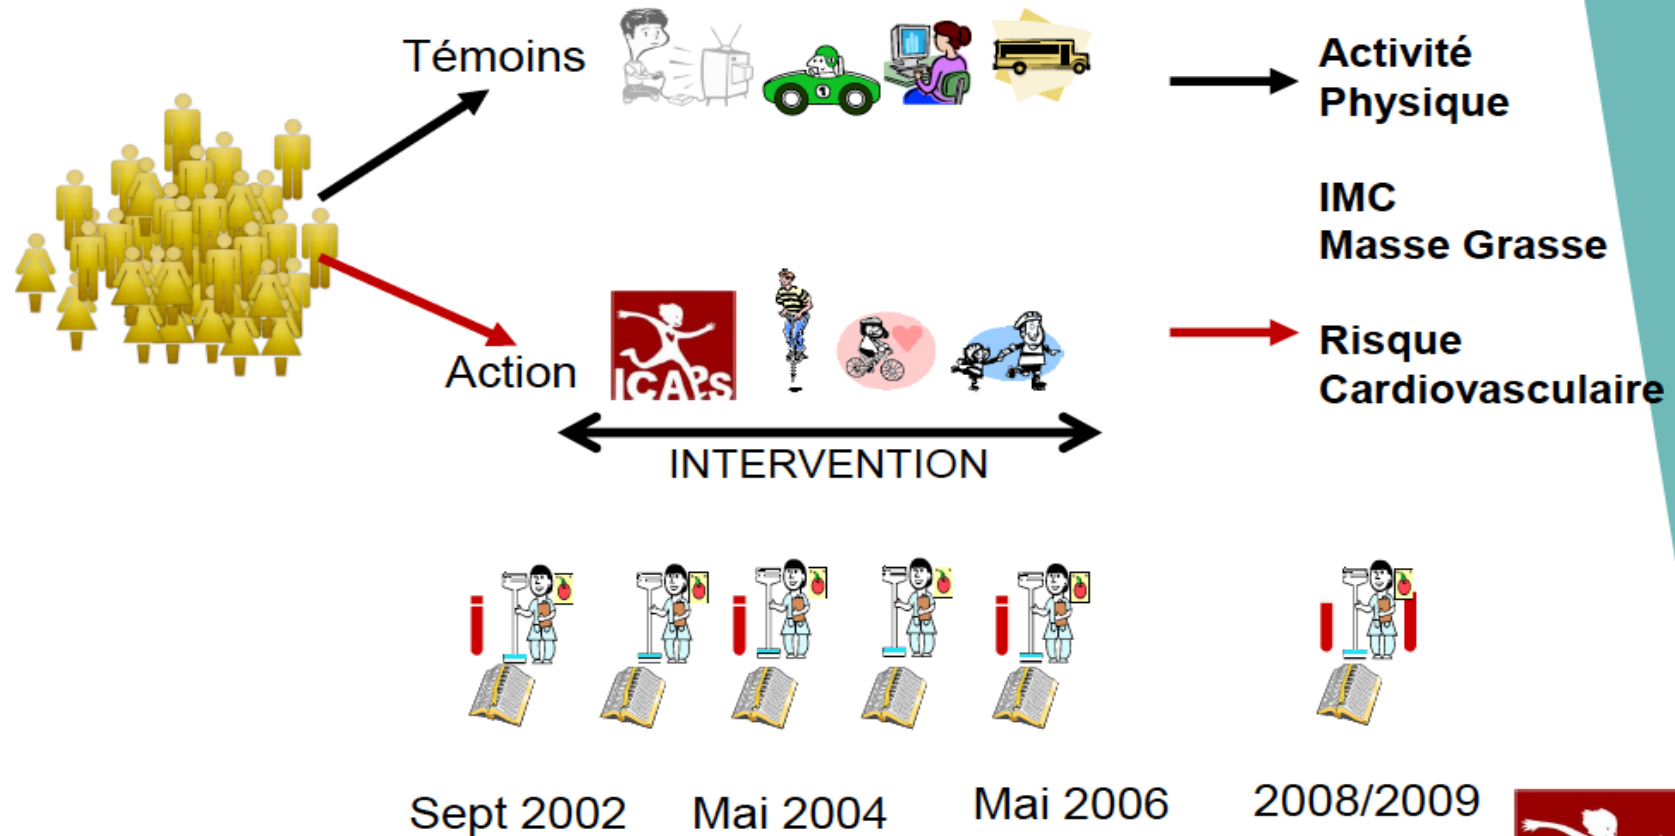 Témoins
Activité
Physique
IMC
Masse Grasse
Action
ICAPS
Risque
Cardiovasculaire
INTERVENTION
Sept 2002
Mai 2004
Mai 2006
2008/2009